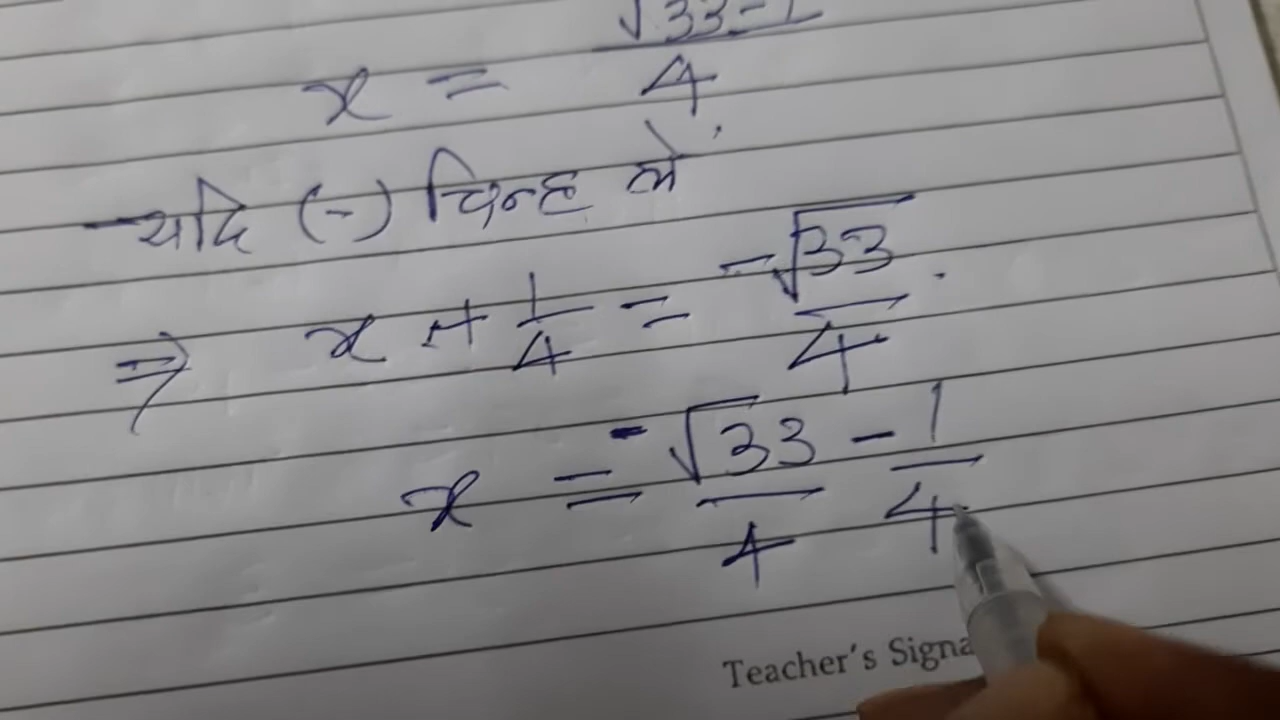 x = √33-1/4
यदि (-) चिन्ह ले
⇒ x + 1/4 = -√33/4
x = -√33/4 - 1/4
Teacher's Signa